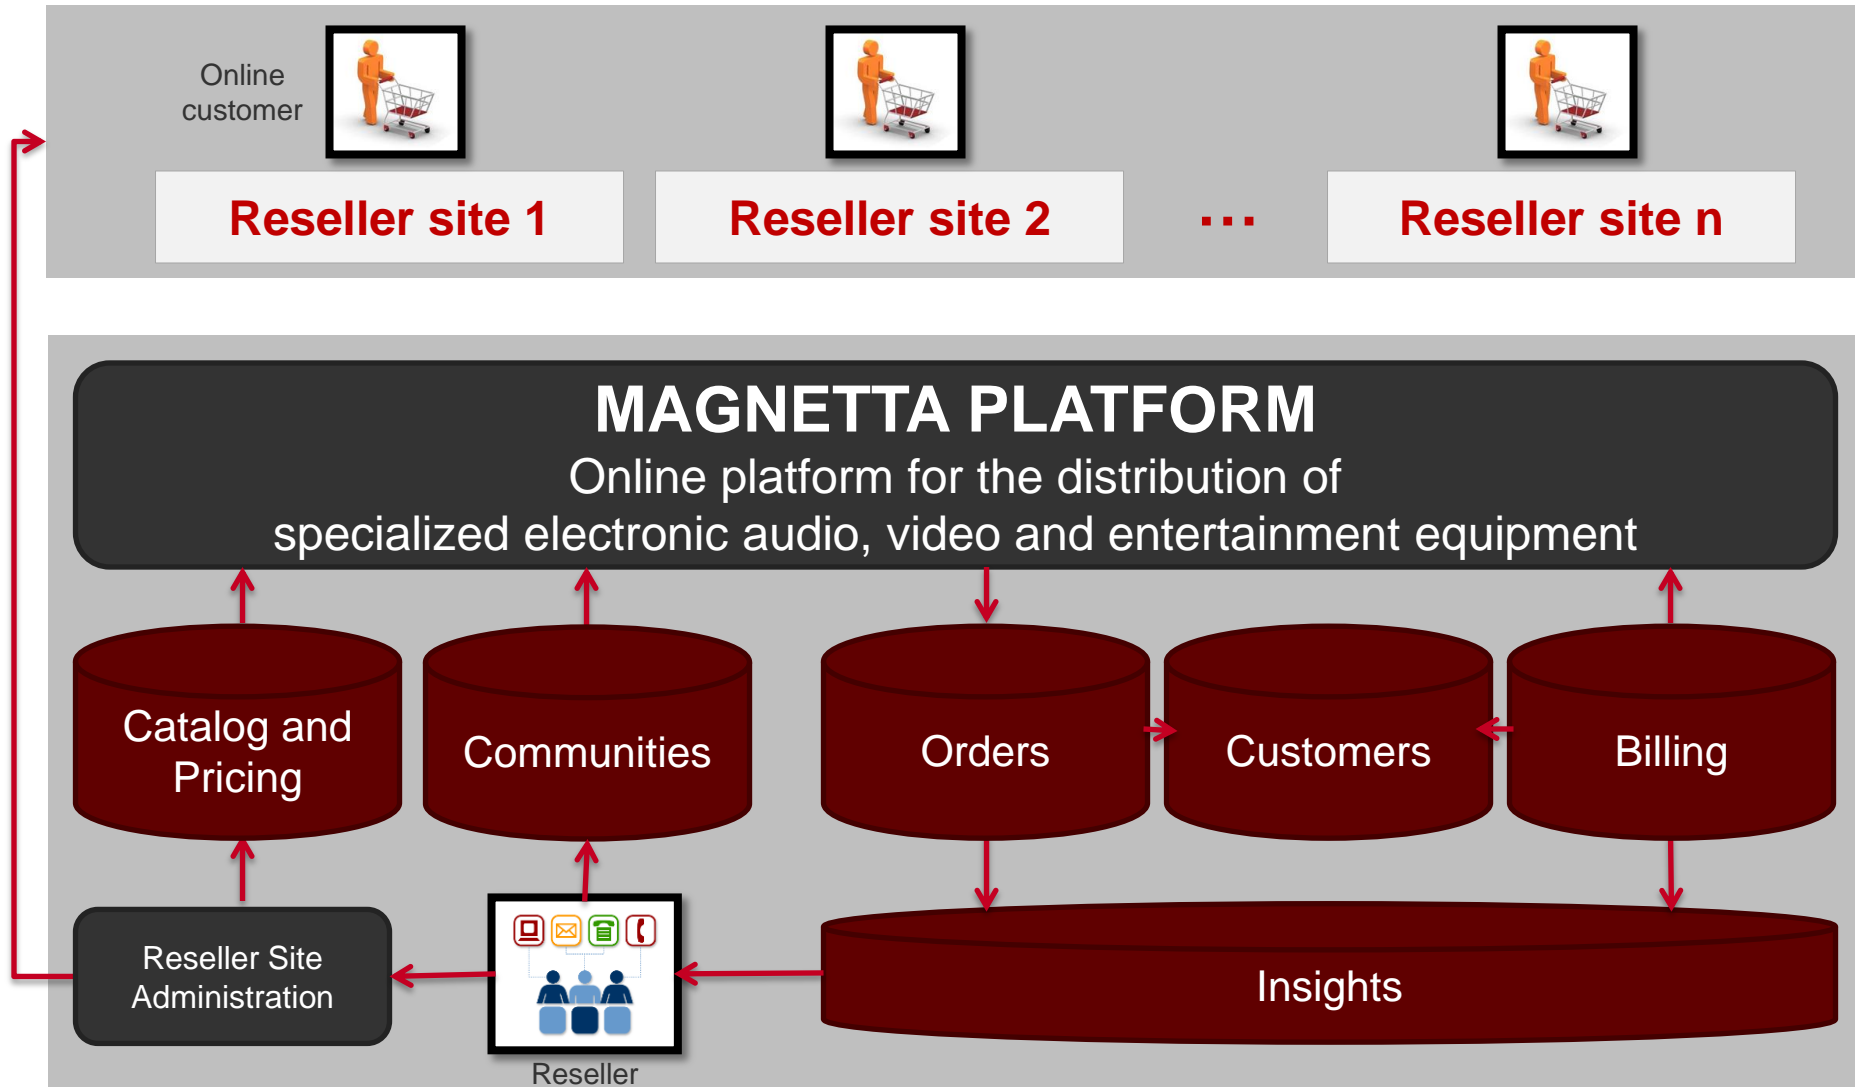 Online
customer
Reseller site 1
Reseller site 2
...
Reseller site n
MAGNETTA PLATFORM
Online platform for the distribution of
specialized electronic audio, video and entertainment equipment
Catalog and
Pricing
Communities
Orders
Customers
Billing
Reseller Site
Administration
Reseller
Insights